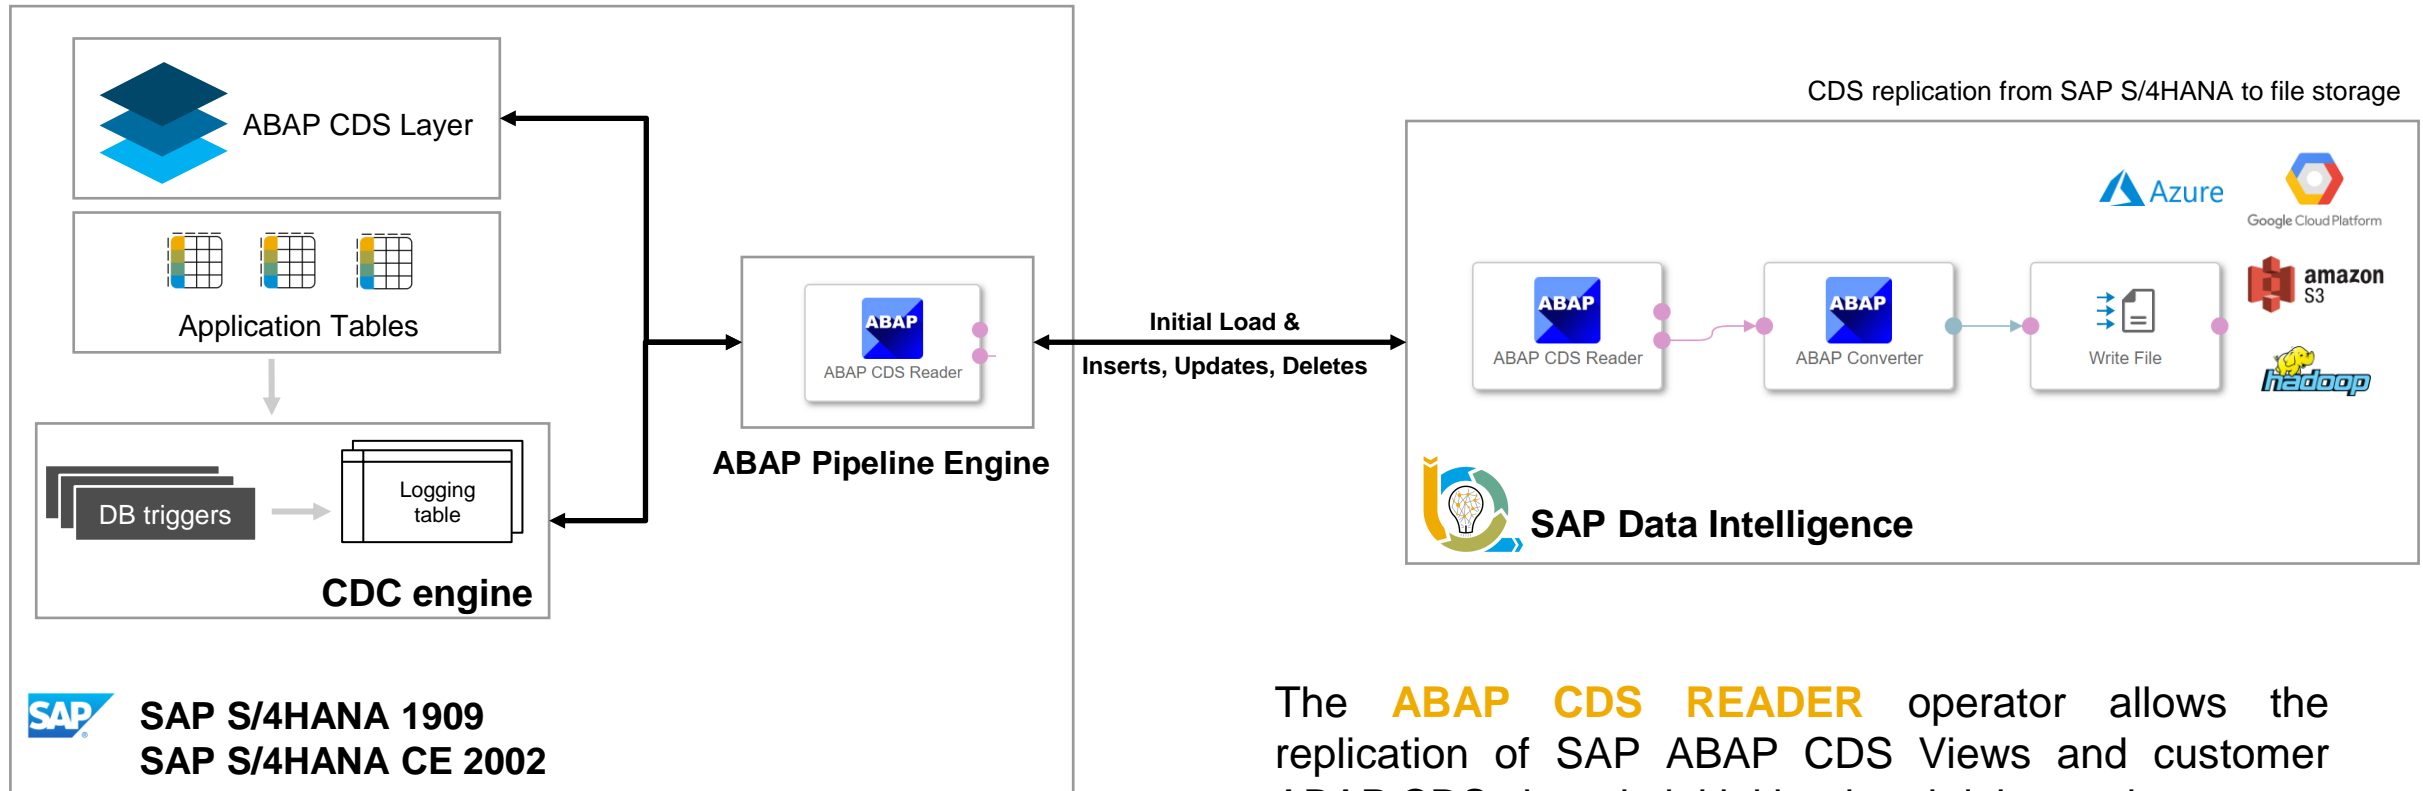 CDS replication from SAP S/4HANA to file storage
ABAP CDS Layer
Application Tables
DB triggers
Logging
table
CDC engine
ABAP
ABAP CDS Reader
ABAP Pipeline Engine
Initial Load &
Inserts, Updates, Deletes
Azure
Google Cloud Platform
amazon
S3
hadoop
ABAP
ABAP CDS Reader
ABAP
ABAP Converter
Write File
SAP Data Intelligence
SAP
SAP S/4HANA 1909
SAP S/4HANA CE 2002
The ABAP CDS READER operator allows the
replication of SAP ABAP CDS Views and customer